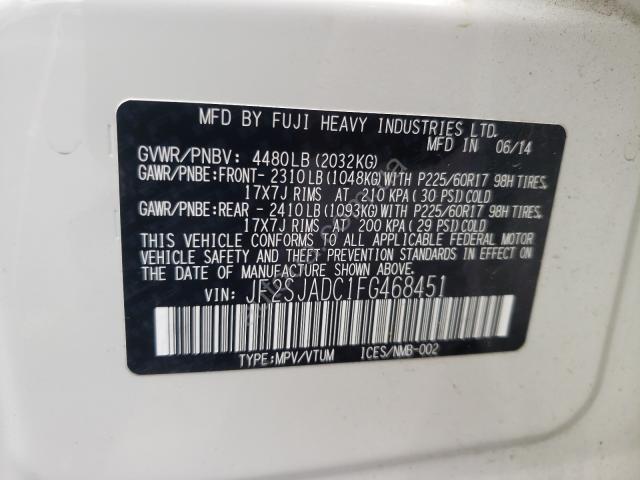 MFD BY FUJI HEAVY INDUSTRIES LTD.
MFD IN 06/14
GVWR/PNBV: 4480LB(2032KG)
GAWR/PNBE:FRONT- 2310LB(1048KG)WITH P225/60R17 98H TIRES,
17X7J RIMS AT 210 KPA(30 PSI)COLD
GAWR/PNBE:REAR - 2410LB(1093KG)WITH P225/60R17 98H TIRES,
17X7J RIMS AT 200 KPA(29 PSI)COLD
THIS VEHICLE CONFORMS TO ALL APPLICABLE FEDERAL MOTOR
VEHICLE SAFETY AND THEFT PREVENTION STANDARDS IN
EFFECT ON THE DATE OF MANUFACTURE SHOWN ABOVE.
VIN: JF2SJADC1FG468451
TYPE:MPV/VTUM ICES/NMB-002